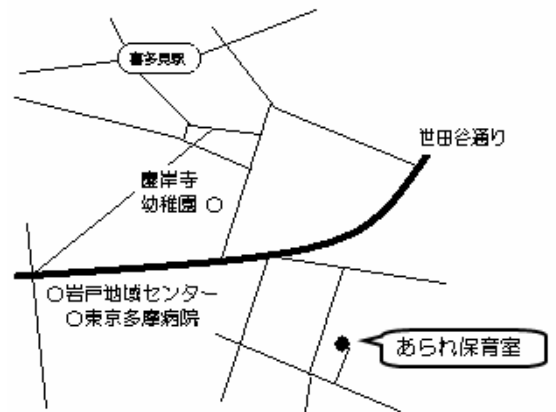 喜多見駅
世田谷通り
慶岸寺
幼稚園 ○
○岩戸地域センター
○東京多摩病院
あられ保育室